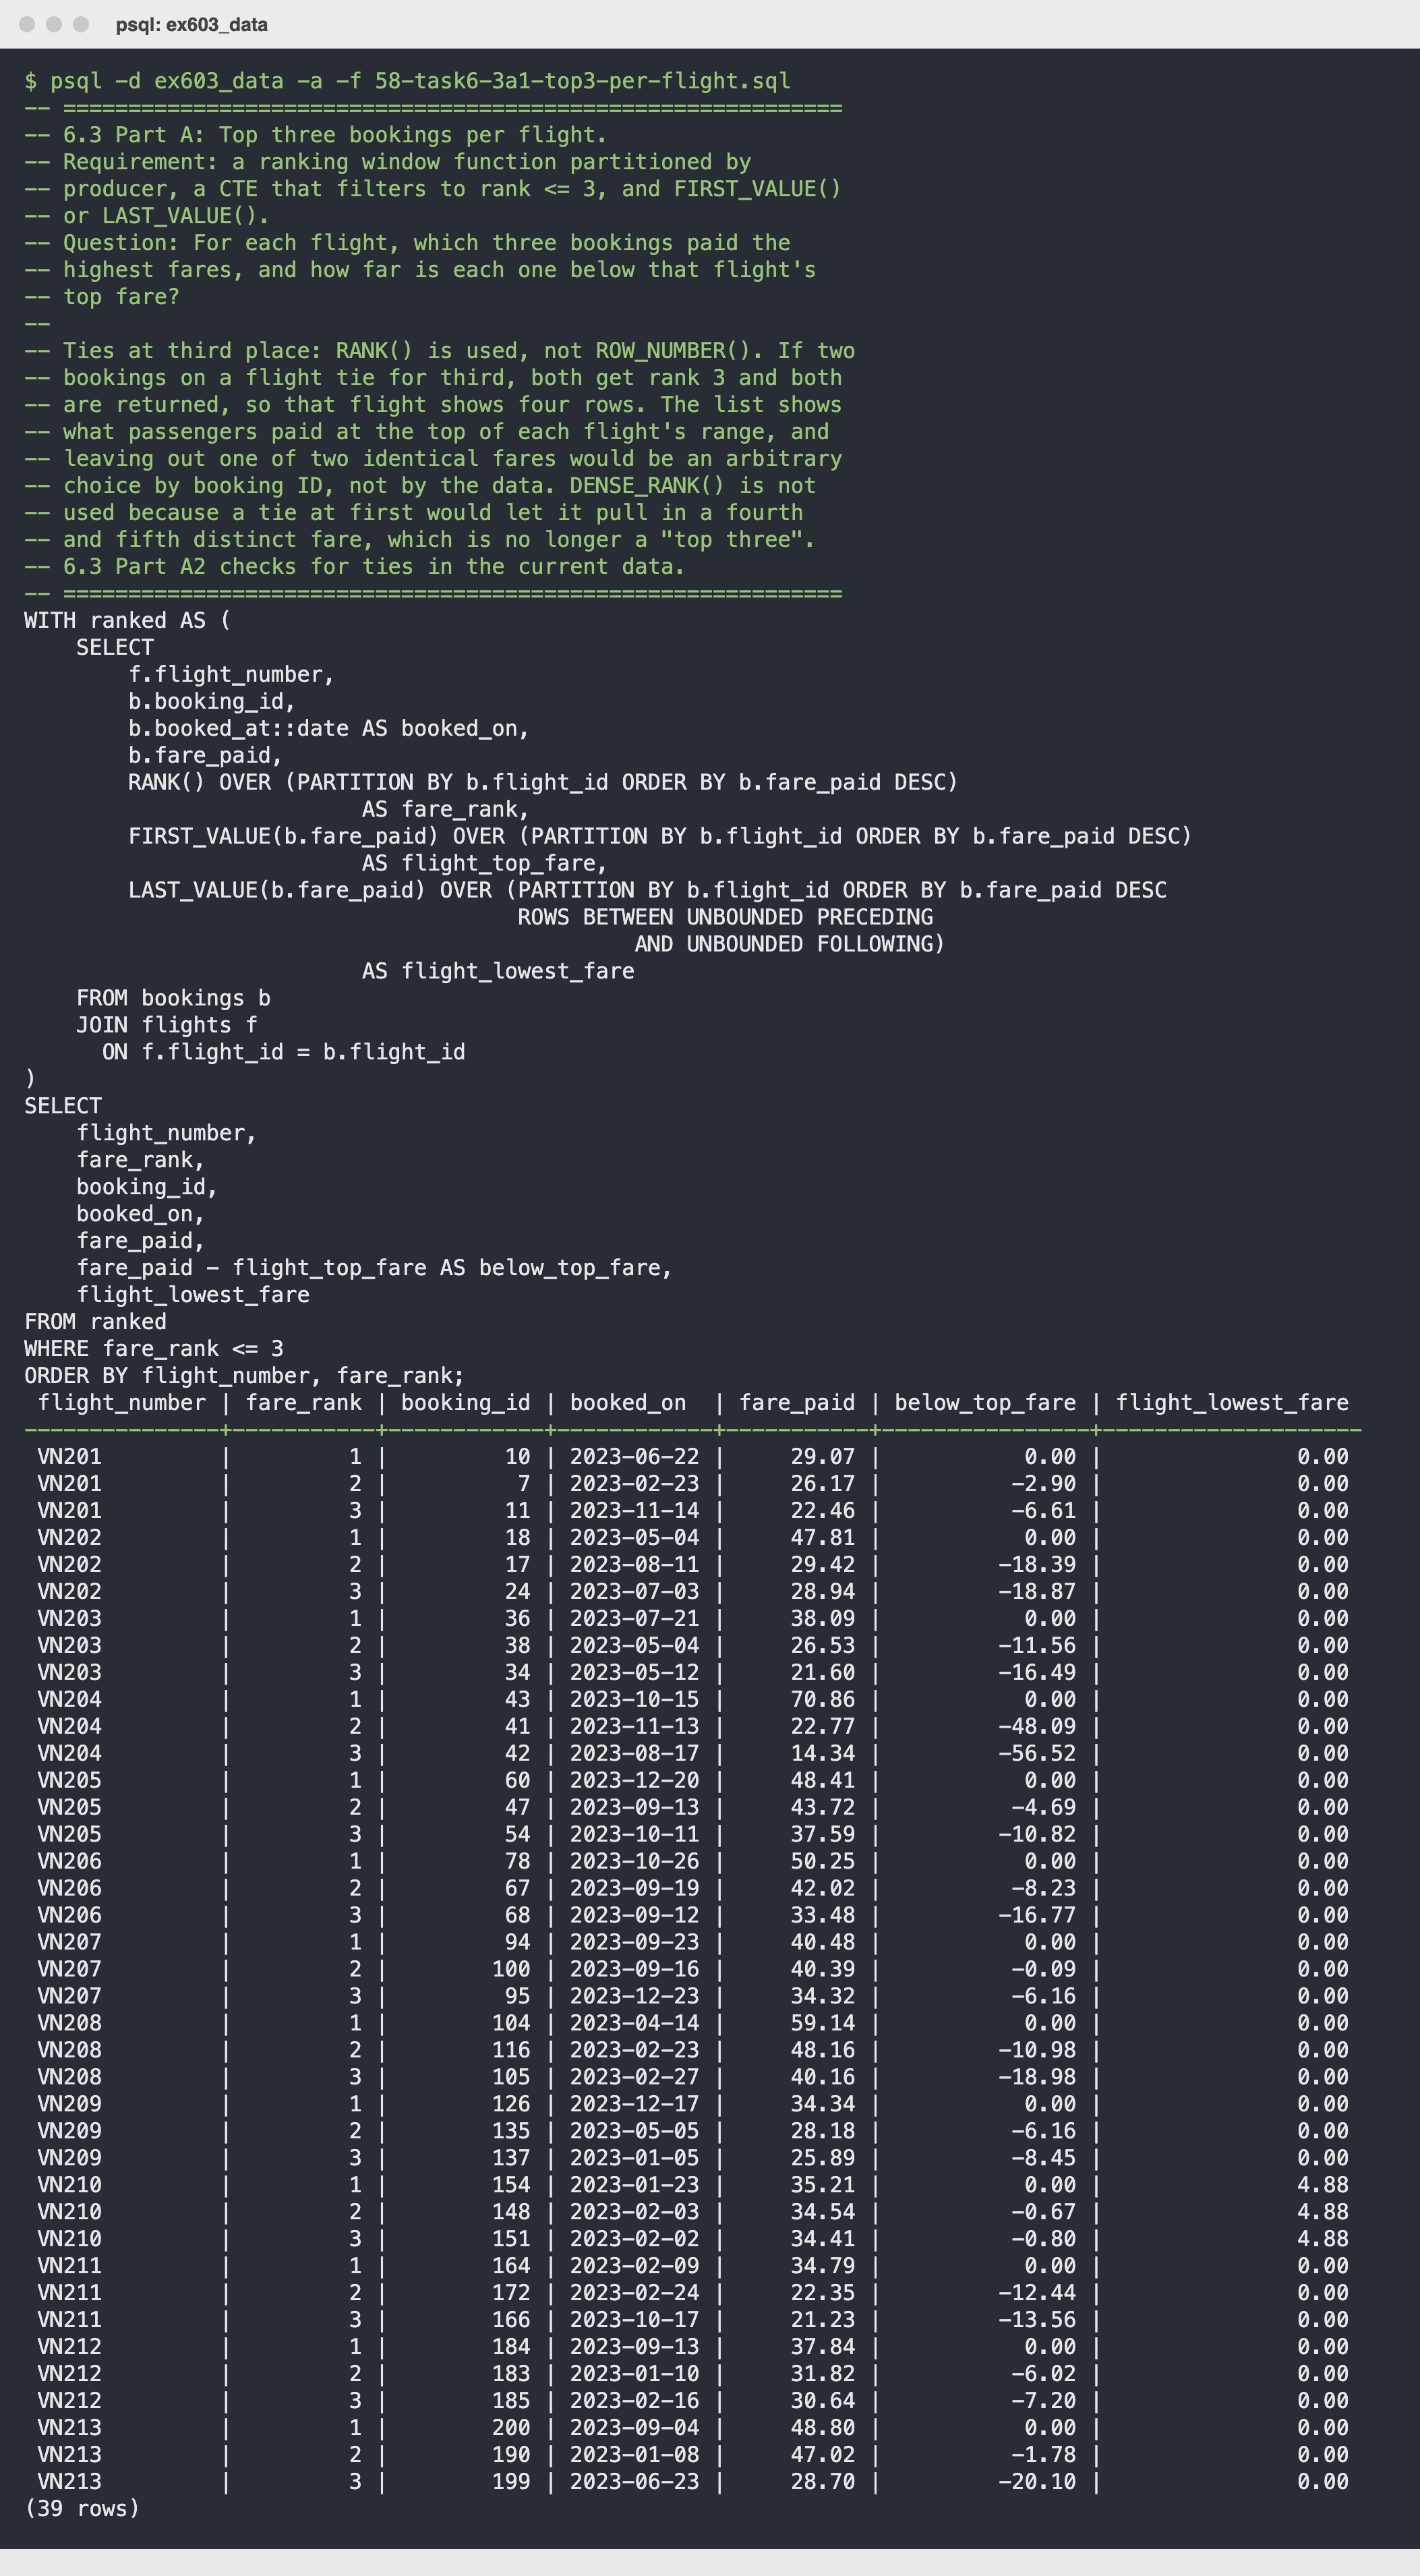 psql: ex603_data
$ psql -d ex603_data -a -f 58-task6-3a1-top3-per-flight.sql
-- ============================================================
-- 6.3 Part A: Top three bookings per flight.
-- Requirement: a ranking window function partitioned by
-- producer, a CTE that filters to rank <= 3, and FIRST_VALUE()
-- or LAST_VALUE().
-- Question: For each flight, which three bookings paid the
-- highest fares, and how far is each one below that flight's
-- top fare?
--
-- Ties at third place: RANK() is used, not ROW_NUMBER(). If two
-- bookings on a flight tie for third, both get rank 3 and both
-- are returned, so that flight shows four rows. The list shows
-- what passengers paid at the top of each flight's range, and
-- leaving out one of two identical fares would be an arbitrary
-- choice by booking ID, not by the data. DENSE_RANK() is not
-- used because a tie at first would let it pull in a fourth
-- and fifth distinct fare, which is no longer a "top three".
-- 6.3 Part A2 checks for ties in the current data.
-- ============================================================
WITH ranked AS (
    SELECT
        f.flight_number,
        b.booking_id,
        b.booked_at::date AS booked_on,
        b.fare_paid,
        RANK() OVER (PARTITION BY b.flight_id ORDER BY b.fare_paid DESC)
                          AS fare_rank,
        FIRST_VALUE(b.fare_paid) OVER (PARTITION BY b.flight_id ORDER BY b.fare_paid DESC)
                          AS flight_top_fare,
        LAST_VALUE(b.fare_paid) OVER (PARTITION BY b.flight_id ORDER BY b.fare_paid DESC
                                      ROWS BETWEEN UNBOUNDED PRECEDING
                                               AND UNBOUNDED FOLLOWING)
                          AS flight_lowest_fare
    FROM bookings b
    JOIN flights f
      ON f.flight_id = b.flight_id
)
SELECT
    flight_number,
    fare_rank,
    booking_id,
    booked_on,
    fare_paid,
    fare_paid - flight_top_fare AS below_top_fare,
    flight_lowest_fare
FROM ranked
WHERE fare_rank <= 3
ORDER BY flight_number, fare_rank;
 flight_number | fare_rank | booking_id | booked_on  | fare_paid | below_top_fare | flight_lowest_fare
---------------+-----------+------------+------------+-----------+----------------+--------------------
 VN201         |         1 |         10 | 2023-06-22 |     29.07 |           0.00 |               0.00
 VN201         |         2 |          7 | 2023-02-23 |     26.17 |          -2.90 |               0.00
 VN201         |         3 |         11 | 2023-11-14 |     22.46 |          -6.61 |               0.00
 VN202         |         1 |         18 | 2023-05-04 |     47.81 |           0.00 |               0.00
 VN202         |         2 |         17 | 2023-08-11 |     29.42 |         -18.39 |               0.00
 VN202         |         3 |         24 | 2023-07-03 |     28.94 |         -18.87 |               0.00
 VN203         |         1 |         36 | 2023-07-21 |     38.09 |           0.00 |               0.00
 VN203         |         2 |         38 | 2023-05-04 |     26.53 |         -11.56 |               0.00
 VN203         |         3 |         34 | 2023-05-12 |     21.60 |         -16.49 |               0.00
 VN204         |         1 |         43 | 2023-10-15 |     70.86 |           0.00 |               0.00
 VN204         |         2 |         41 | 2023-11-13 |     22.77 |         -48.09 |               0.00
 VN204         |         3 |         42 | 2023-08-17 |     14.34 |         -56.52 |               0.00
 VN205         |         1 |         60 | 2023-12-20 |     48.41 |           0.00 |               0.00
 VN205         |         2 |         47 | 2023-09-13 |     43.72 |          -4.69 |               0.00
 VN205         |         3 |         54 | 2023-10-11 |     37.59 |         -10.82 |               0.00
 VN206         |         1 |         78 | 2023-10-26 |     50.25 |           0.00 |               0.00
 VN206         |         2 |         67 | 2023-09-19 |     42.02 |          -8.23 |               0.00
 VN206         |         3 |         68 | 2023-09-12 |     33.48 |         -16.77 |               0.00
 VN207         |         1 |         94 | 2023-09-23 |     40.48 |           0.00 |               0.00
 VN207         |         2 |        100 | 2023-09-16 |     40.39 |          -0.09 |               0.00
 VN207         |         3 |         95 | 2023-12-23 |     34.32 |          -6.16 |               0.00
 VN208         |         1 |        104 | 2023-04-14 |     59.14 |           0.00 |               0.00
 VN208         |         2 |        116 | 2023-02-23 |     48.16 |         -10.98 |               0.00
 VN208         |         3 |        105 | 2023-02-27 |     40.16 |         -18.98 |               0.00
 VN209         |         1 |        126 | 2023-12-17 |     34.34 |           0.00 |               0.00
 VN209         |         2 |        135 | 2023-05-05 |     28.18 |          -6.16 |               0.00
 VN209         |         3 |        137 | 2023-01-05 |     25.89 |          -8.45 |               0.00
 VN210         |         1 |        154 | 2023-01-23 |     35.21 |           0.00 |               4.88
 VN210         |         2 |        148 | 2023-02-03 |     34.54 |          -0.67 |               4.88
 VN210         |         3 |        151 | 2023-02-02 |     34.41 |          -0.80 |               4.88
 VN211         |         1 |        164 | 2023-02-09 |     34.79 |           0.00 |               0.00
 VN211         |         2 |        172 | 2023-02-24 |     22.35 |         -12.44 |               0.00
 VN211         |         3 |        166 | 2023-10-17 |     21.23 |         -13.56 |               0.00
 VN212         |         1 |        184 | 2023-09-13 |     37.84 |           0.00 |               0.00
 VN212         |         2 |        183 | 2023-01-10 |     31.82 |          -6.02 |               0.00
 VN212         |         3 |        185 | 2023-02-16 |     30.64 |          -7.20 |               0.00
 VN213         |         1 |        200 | 2023-09-04 |     48.80 |           0.00 |               0.00
 VN213         |         2 |        190 | 2023-01-08 |     47.02 |          -1.78 |               0.00
 VN213         |         3 |        199 | 2023-06-23 |     28.70 |         -20.10 |               0.00
(39 rows)